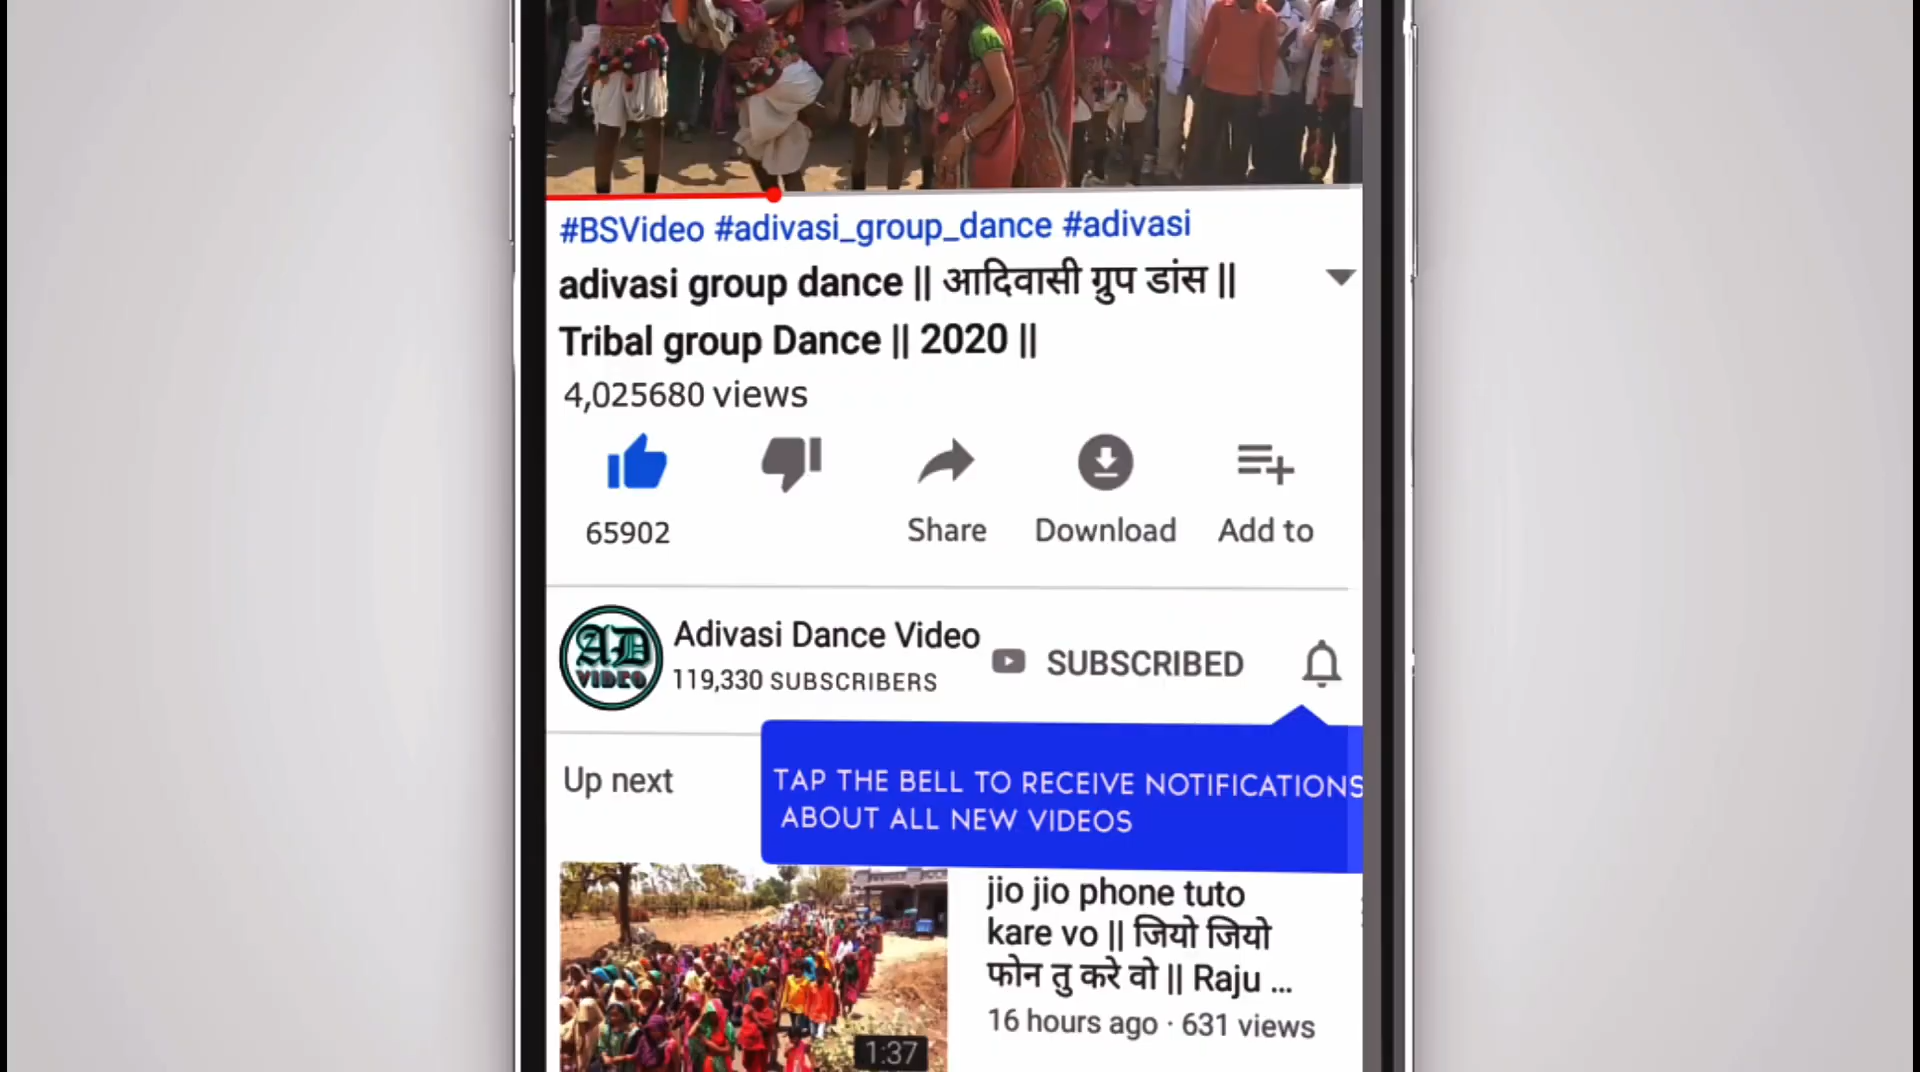 #BSVideo #adivasi_group_dance #adivasi
adivasi group dance || आदिवासी ग्रुप डांस ||
Tribal group Dance || 2020 ||
4,025680 views
65902
Share
Download
Add to
AD
VIDEO
Adivasi Dance Video
119,330 SUBSCRIBERS
SUBSCRIBED
TAP THE BELL TO RECEIVE NOTIFICATIONS
ABOUT ALL NEW VIDEOS
Up next
1:37
jio jio phone tuto
kare vo || जियो जियो
फोन तु करे वो || Raju ...
16 hours ago · 631 views